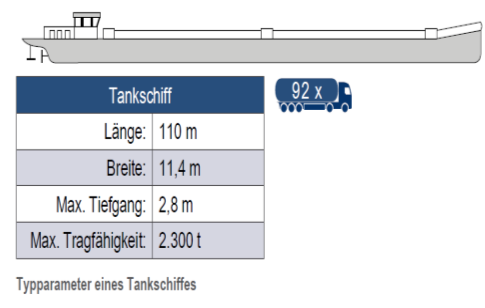 Tankschiff
92 x
Länge: 110 m
Breite: 11,4 m
Max. Tiefgang: 2,8 m
Max. Tragfähigkeit: 2.300 t
Typparameter eines Tankschiffes